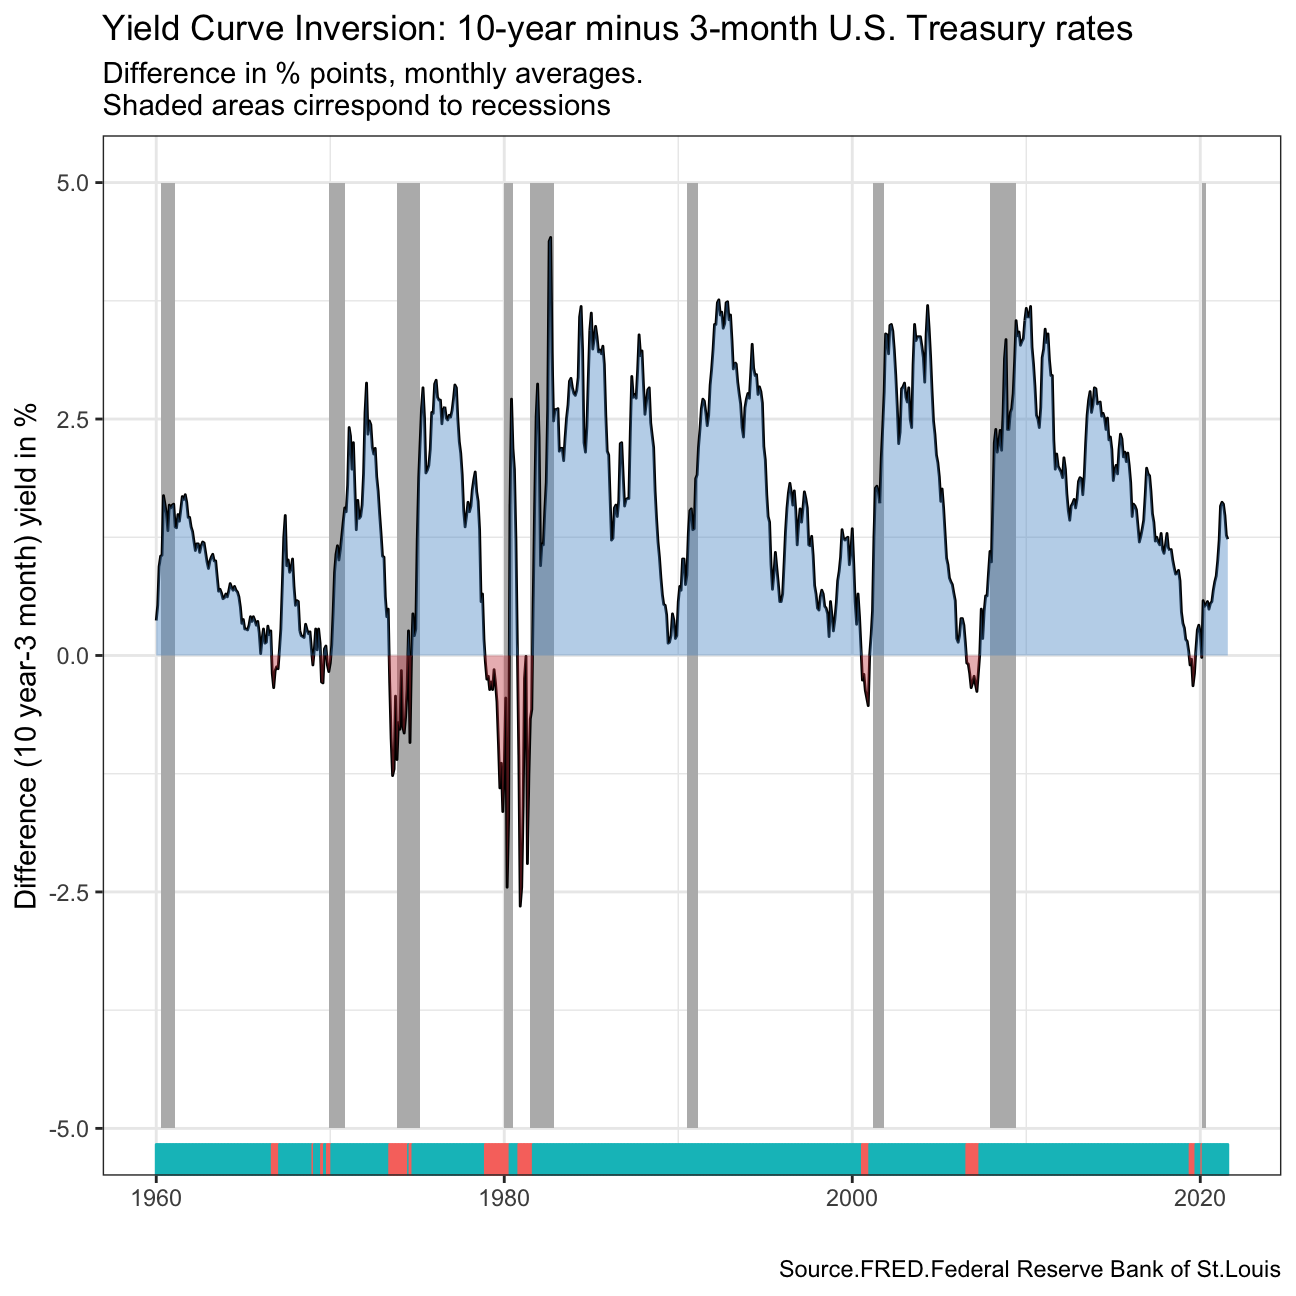 Yield Curve Inversion: 10-year minus 3-month U.S. Treasury rates
Difference in % points, monthly averages.
Shaded areas cirrespond to recessions
Difference (10 year-3 month) yield in %
5.0
2.5
0.0
-2.5
-5.0
1960
1980
2000
2020
Source.FRED.Federal Reserve Bank of St.Louis